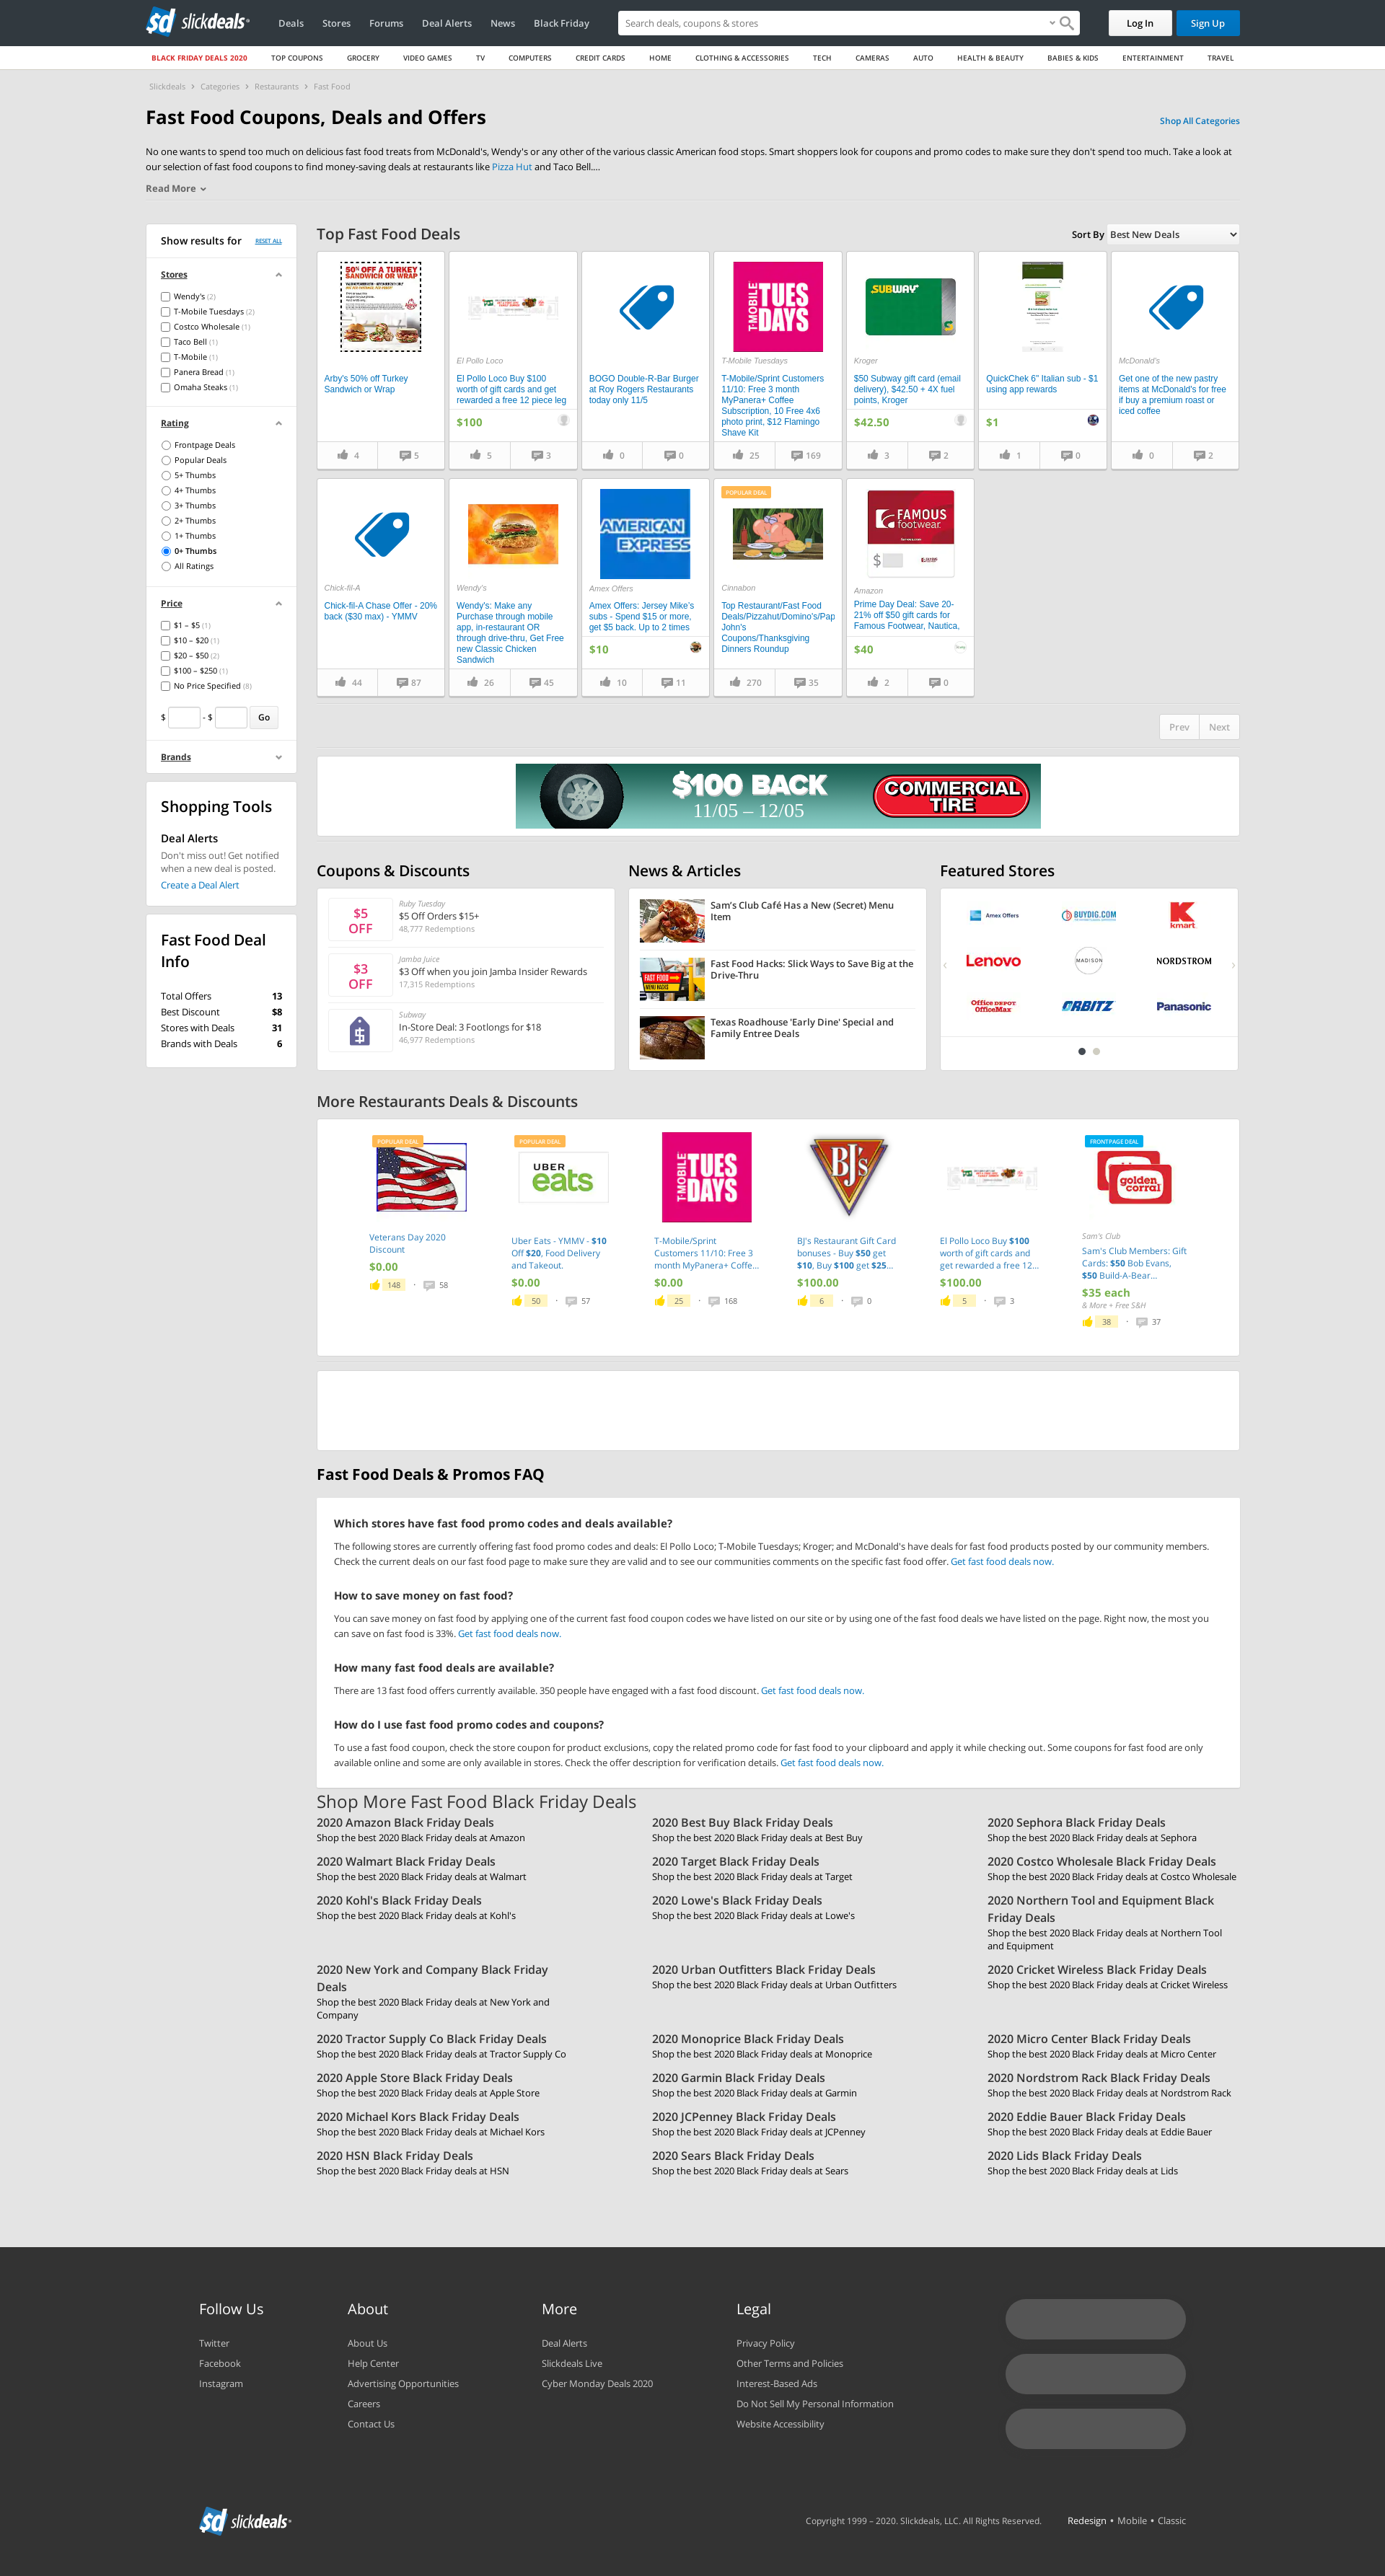 slickdeals
Deals Stores Forums Deal Alerts News Black Friday
Search deals, coupons & stores
Log In
Sign Up
BLACK FRIDAY DEALS 2020 TOP COUPONS GROCERY VIDEO GAMES TV COMPUTERS CREDIT CARDS HOME CLOTHING & ACCESSORIES TECH CAMERAS AUTO HEALTH & BEAUTY BABIES & KIDS ENTERTAINMENT TRAVEL
Slickdeals › Categories › Restaurants › Fast Food
Fast Food Coupons, Deals and Offers
Shop All Categories
No one wants to spend too much on delicious fast food treats from McDonald's, Wendy's or any other of the various classic American food stops. Smart shoppers look for coupons and promo codes to make sure they don't spend too much. Take a look at
our selection of fast food coupons to find money-saving deals at restaurants like Pizza Hut and Taco Bell....
Read More
Show results for RESET ALL
Stores
Wendy's (2)
T-Mobile Tuesdays (2)
Costco Wholesale (1)
Taco Bell (1)
T-Mobile (1)
Panera Bread (1)
Omaha Steaks (1)
Rating
Frontpage Deals
Popular Deals
5+ Thumbs
4+ Thumbs
3+ Thumbs
2+ Thumbs
1+ Thumbs
0+ Thumbs
All Ratings
Price
$1 – $5 (1)
$10 – $20 (1)
$20 – $50 (2)
$100 – $250 (1)
No Price Specified (8)
$ - $ Go
Brands
Shopping Tools
Deal Alerts
Don't miss out! Get notified
when a new deal is posted.
Create a Deal Alert
Fast Food Deal
Info
Total Offers 13
Best Discount $8
Stores with Deals 31
Brands with Deals 6
Top Fast Food Deals
Sort By Best New Deals
50% OFF A TURKEY
SANDWICH OR WRAP
Arby's 50% off Turkey
Sandwich or Wrap
4 5
El Pollo Loco
El Pollo Loco Buy $100
worth of gift cards and get
rewarded a free 12 piece leg
$100
5 3
BOGO Double-R-Bar Burger
at Roy Rogers Restaurants
today only 11/5
0 0
T-MOBILE
TUES
DAYS
T-Mobile Tuesdays
T-Mobile/Sprint Customers
11/10: Free 3 month
MyPanera+ Coffee
Subscription, 10 Free 4x6
photo print, $12 Flamingo
Shave Kit
25 169
SUBWAY
Kroger
$50 Subway gift card (email
delivery), $42.50 + 4X fuel
points, Kroger
$42.50
3 2
QuickChek 6" Italian sub - $1
using app rewards
$1
1 0
McDonald's
Get one of the new pastry
items at McDonald's for free
if buy a premium roast or
iced coffee
0 2
Chick-fil-A
Chick-fil-A Chase Offer - 20%
back ($30 max) - YMMV
44 87
Wendy's
Wendy's: Make any
Purchase through mobile
app, in-restaurant OR
through drive-thru, Get Free
new Classic Chicken
Sandwich
26 45
AMERICAN
EXPRESS
Amex Offers
Amex Offers: Jersey Mike's
subs - Spend $15 or more,
get $5 back. Up to 2 times
$10
10 11
POPULAR DEAL
Cinnabon
Top Restaurant/Fast Food
Deals/Pizzahut/Domino's/Pap
John's
Coupons/Thanksgiving
Dinners Roundup
270 35
FAMOUS
footwear.
$
Amazon
Prime Day Deal: Save 20-
21% off $50 gift cards for
Famous Footwear, Nautica,
$40
2 0
Prev Next
$100 BACK
11/05 – 12/05
COMMERCIAL
TIRE
Coupons & Discounts
$5
OFF
Ruby Tuesday
$5 Off Orders $15+
48,777 Redemptions
$3
OFF
Jamba Juice
$3 Off when you join Jamba Insider Rewards
17,315 Redemptions
Subway
In-Store Deal: 3 Footlongs for $18
46,977 Redemptions
News & Articles
Sam's Club Café Has a New (Secret) Menu
Item
FAST FOOD
MENU HACKS
Fast Food Hacks: Slick Ways to Save Big at the
Drive-Thru
Texas Roadhouse 'Early Dine' Special and
Family Entree Deals
Featured Stores
Amex Offers BUYDIG.COM kmart
Lenovo MADISON NORDSTROM
Office DEPOT
OfficeMax ORBITZ Panasonic
More Restaurants Deals & Discounts
POPULAR DEAL
Veterans Day 2020
Discount
$0.00
148 · 58
POPULAR DEAL
UBER
eats
Uber Eats - YMMV - $10
Off $20, Food Delivery
and Takeout.
$0.00
50 · 57
T-MOBILE
TUES
DAYS
T-Mobile/Sprint
Customers 11/10: Free 3
month MyPanera+ Coffe...
$0.00
25 · 168
BJ's
BJ's Restaurant Gift Card
bonuses - Buy $50 get
$10, Buy $100 get $25...
$100.00
6 · 0
El Pollo Loco Buy $100
worth of gift cards and
get rewarded a free 12...
$100.00
5 · 3
FRONTPAGE DEAL
golden
corral
Sam's Club
Sam's Club Members: Gift
Cards: $50 Bob Evans,
$50 Build-A-Bear...
$35 each
& More + Free S&H
38 · 37
Fast Food Deals & Promos FAQ
Which stores have fast food promo codes and deals available?
The following stores are currently offering fast food promo codes and deals: El Pollo Loco; T-Mobile Tuesdays; Kroger; and McDonald's have deals for fast food products posted by our community members.
Check the current deals on our fast food page to make sure they are valid and to see our communities comments on the specific fast food offer. Get fast food deals now.
How to save money on fast food?
You can save money on fast food by applying one of the current fast food coupon codes we have listed on our site or by using one of the fast food deals we have listed on the page. Right now, the most you
can save on fast food is 33%. Get fast food deals now.
How many fast food deals are available?
There are 13 fast food offers currently available. 350 people have engaged with a fast food discount. Get fast food deals now.
How do I use fast food promo codes and coupons?
To use a fast food coupon, check the store coupon for product exclusions, copy the related promo code for fast food to your clipboard and apply it while checking out. Some coupons for fast food are only
available online and some are only available in stores. Check the offer description for verification details. Get fast food deals now.
Shop More Fast Food Black Friday Deals
2020 Amazon Black Friday Deals
Shop the best 2020 Black Friday deals at Amazon
2020 Best Buy Black Friday Deals
Shop the best 2020 Black Friday deals at Best Buy
2020 Sephora Black Friday Deals
Shop the best 2020 Black Friday deals at Sephora
2020 Walmart Black Friday Deals
Shop the best 2020 Black Friday deals at Walmart
2020 Target Black Friday Deals
Shop the best 2020 Black Friday deals at Target
2020 Costco Wholesale Black Friday Deals
Shop the best 2020 Black Friday deals at Costco Wholesale
2020 Kohl's Black Friday Deals
Shop the best 2020 Black Friday deals at Kohl's
2020 Lowe's Black Friday Deals
Shop the best 2020 Black Friday deals at Lowe's
2020 Northern Tool and Equipment Black
Friday Deals
Shop the best 2020 Black Friday deals at Northern Tool
and Equipment
2020 New York and Company Black Friday
Deals
Shop the best 2020 Black Friday deals at New York and
Company
2020 Urban Outfitters Black Friday Deals
Shop the best 2020 Black Friday deals at Urban Outfitters
2020 Cricket Wireless Black Friday Deals
Shop the best 2020 Black Friday deals at Cricket Wireless
2020 Tractor Supply Co Black Friday Deals
Shop the best 2020 Black Friday deals at Tractor Supply Co
2020 Monoprice Black Friday Deals
Shop the best 2020 Black Friday deals at Monoprice
2020 Micro Center Black Friday Deals
Shop the best 2020 Black Friday deals at Micro Center
2020 Apple Store Black Friday Deals
Shop the best 2020 Black Friday deals at Apple Store
2020 Garmin Black Friday Deals
Shop the best 2020 Black Friday deals at Garmin
2020 Nordstrom Rack Black Friday Deals
Shop the best 2020 Black Friday deals at Nordstrom Rack
2020 Michael Kors Black Friday Deals
Shop the best 2020 Black Friday deals at Michael Kors
2020 JCPenney Black Friday Deals
Shop the best 2020 Black Friday deals at JCPenney
2020 Eddie Bauer Black Friday Deals
Shop the best 2020 Black Friday deals at Eddie Bauer
2020 HSN Black Friday Deals
Shop the best 2020 Black Friday deals at HSN
2020 Sears Black Friday Deals
Shop the best 2020 Black Friday deals at Sears
2020 Lids Black Friday Deals
Shop the best 2020 Black Friday deals at Lids
Follow Us
Twitter
Facebook
Instagram
About
About Us
Help Center
Advertising Opportunities
Careers
Contact Us
More
Deal Alerts
Slickdeals Live
Cyber Monday Deals 2020
Legal
Privacy Policy
Other Terms and Policies
Interest-Based Ads
Do Not Sell My Personal Information
Website Accessibility
slickdeals
Copyright 1999 – 2020. Slickdeals, LLC. All Rights Reserved. Redesign • Mobile • Classic